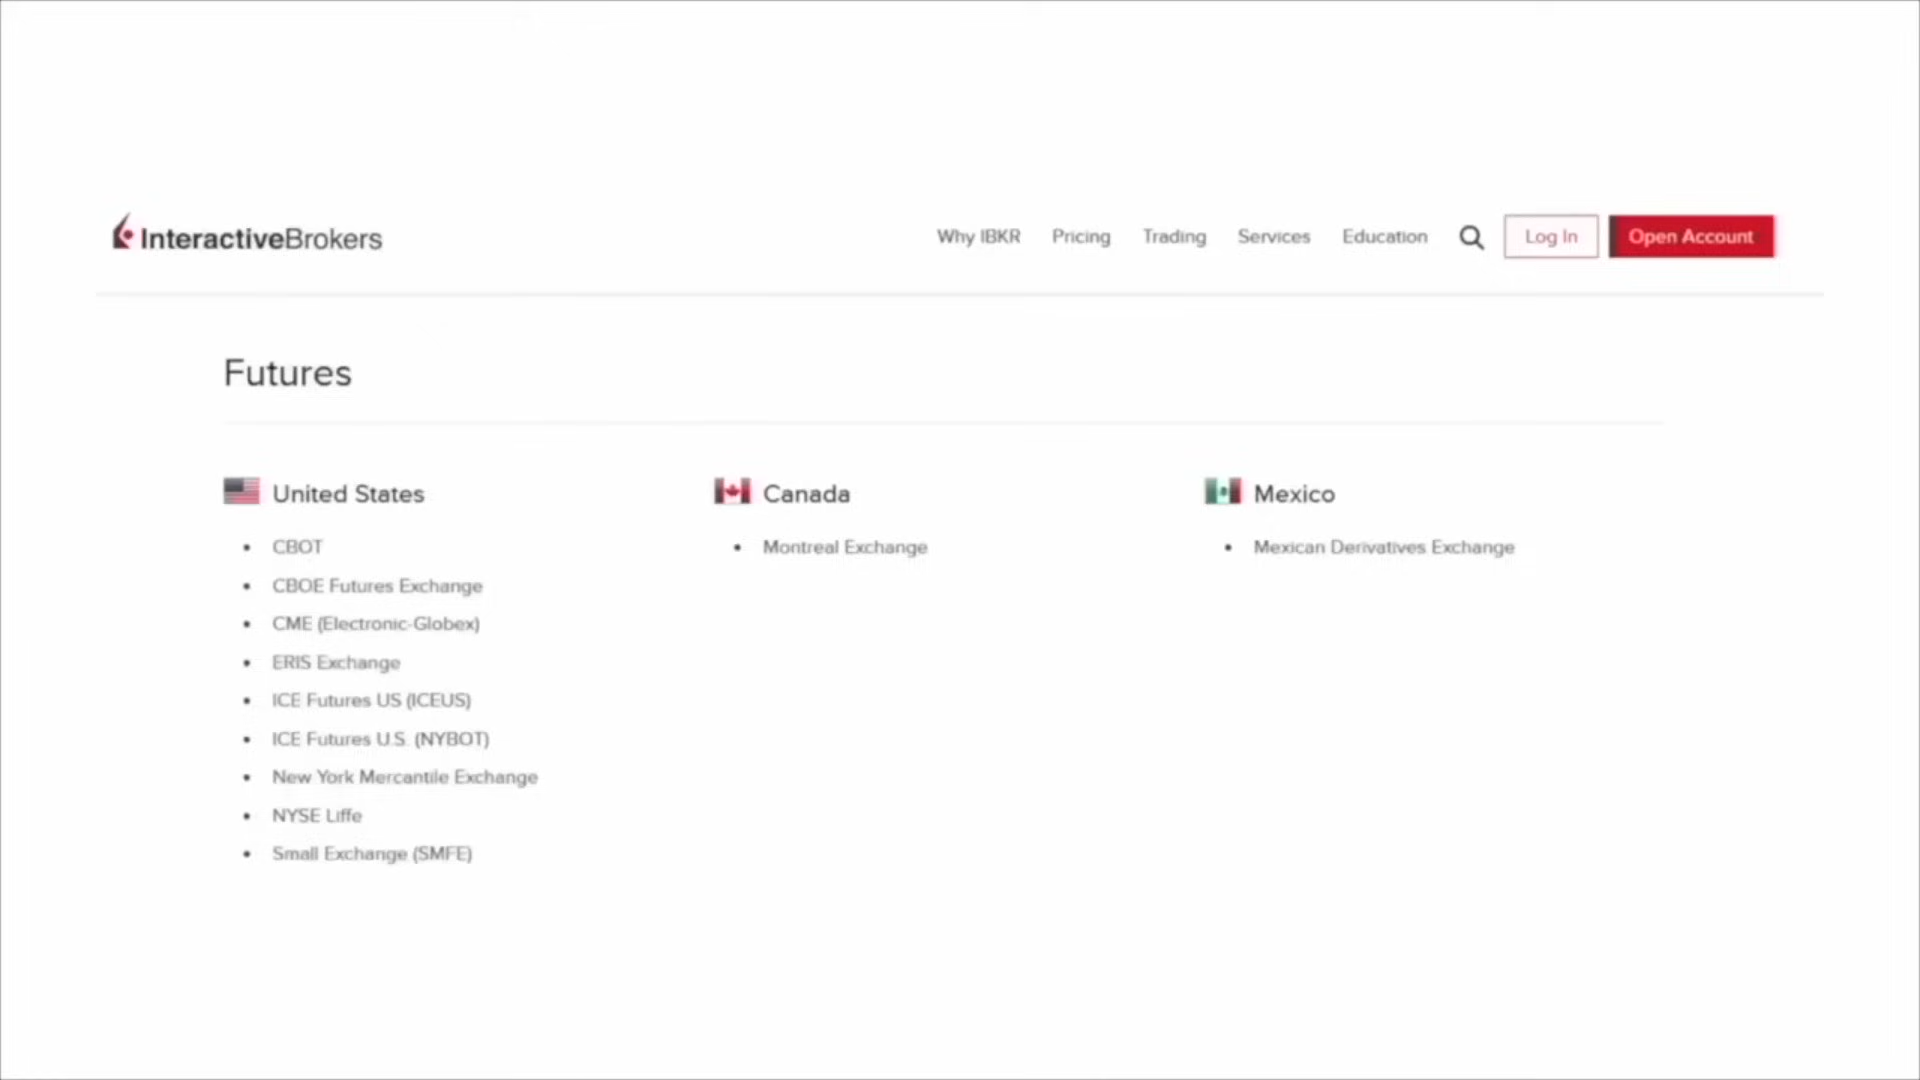 InteractiveBrokers
Why IBKR Pricing Trading Services Education Log In Open Account
Futures
United States
CBOT
CBOE Futures Exchange
CME (Electronic-Globex)
ERIS Exchange
ICE Futures US (ICEUS)
ICE Futures U.S. (NYBOT)
New York Mercantile Exchange
NYSE Liffe
Small Exchange (SMFE)
Canada
Montreal Exchange
Mexico
Mexican Derivatives Exchange